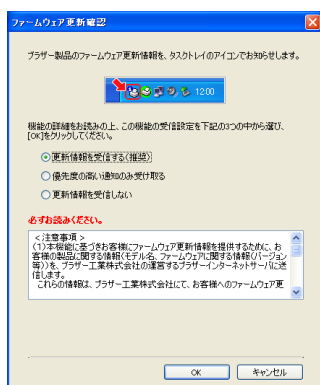 ファームウェア更新確認
ブラザー製品のファームウェア更新情報を、タスクトレイのアイコンでお知らせします。
12:00
機能の詳細をお読みの上、この機能の受信設定を下記の3つの中から選び、
[OK]をクリックしてください。
更新情報を受信する(推奨)
優先度の高い通知のみ受け取る
更新情報を受信しない
必ずお読みください。
<注意事項>
(1)本機能に基づきお客様にファームウェア更新情報を提供するために、お
客様の製品に関する情報(モデル名、ファームウェアに関する情報(バージョン
等))を、ブラザー工業株式会社の運営するブラザーインターネットサーバに送
信します。
これらの情報は、ブラザー工業株式会社にて、お客様へのファームウェア更
OK
キャンセル